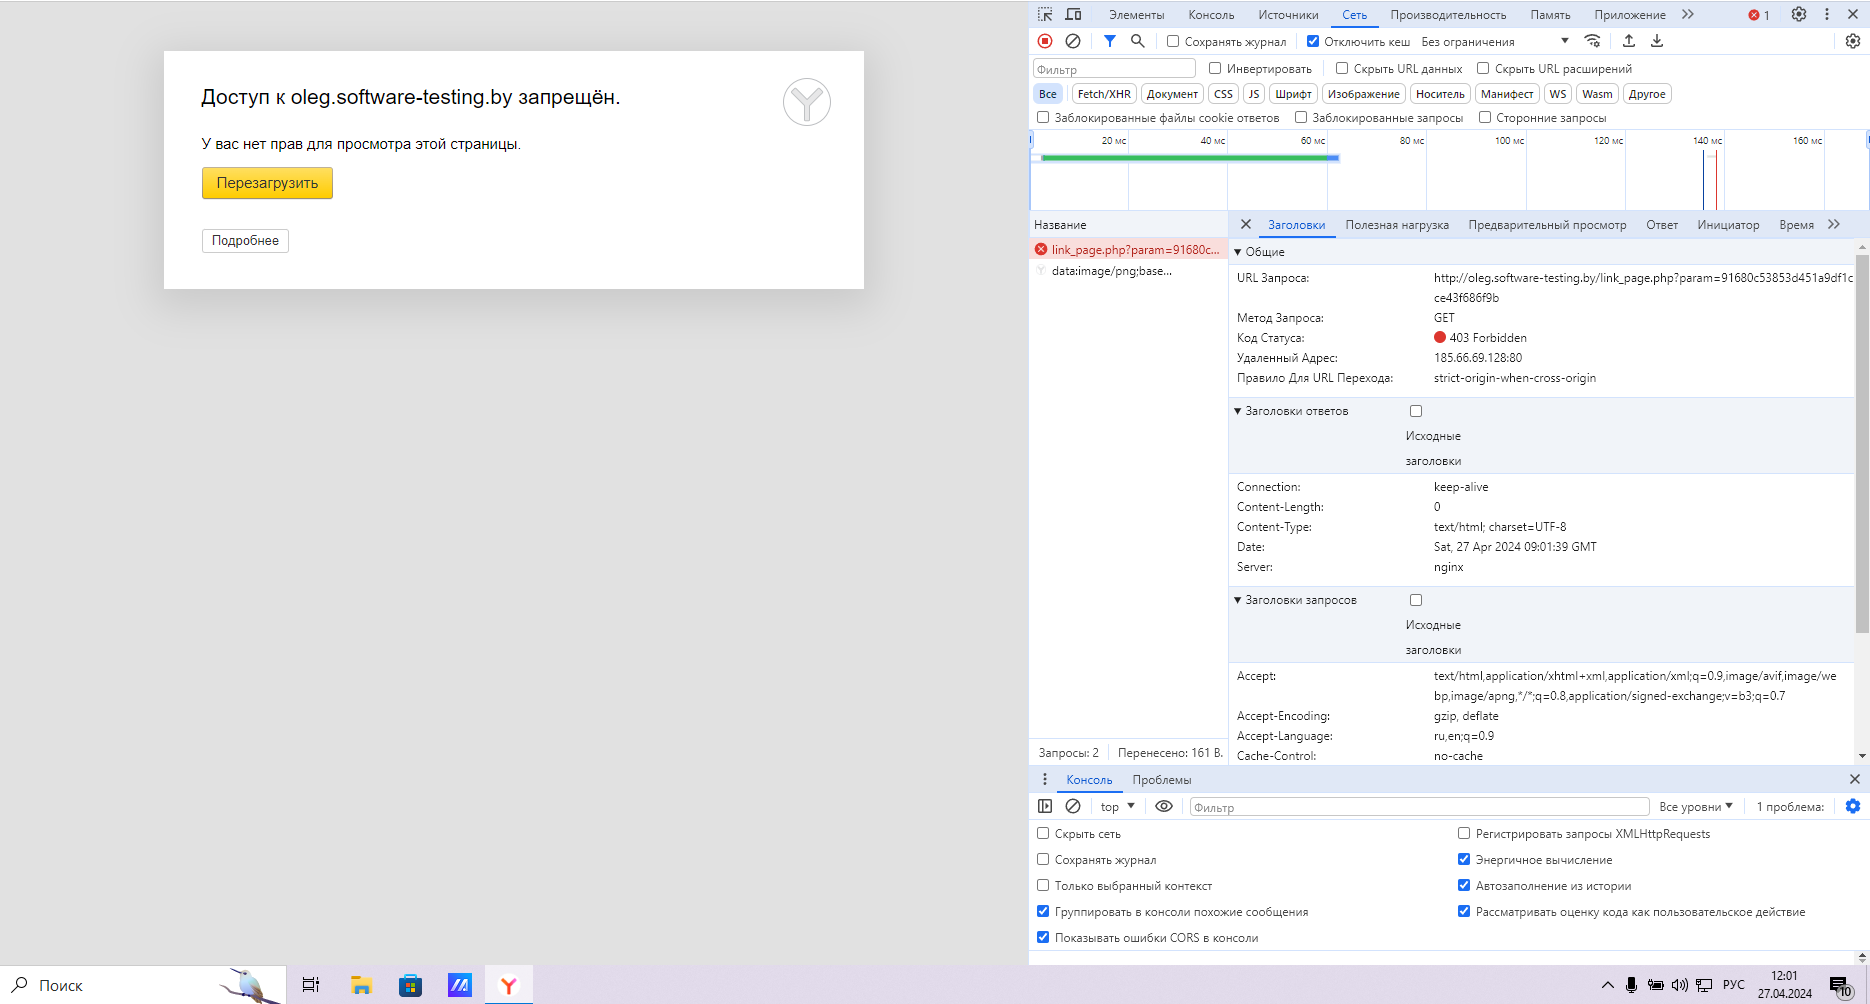 Доступ к oleg.software-testing.by запрещён.
У вас нет прав для просмотра этой страницы.
Перезагрузить
Подробнее
Элементы Консоль Источники Сеть Производительность Память Приложение 1
Сохранять журнал Отключить кеш Без ограничения
Фильтр Инвертировать Скрыть URL данных Скрыть URL расширений
Все Fetch/XHR Документ CSS JS Шрифт Изображение Носитель Манифест WS Wasm Другое
Заблокированные файлы cookie ответов Заблокированные запросы Сторонние запросы
20 мс 40 мс 60 мс 80 мс 100 мс 120 мс 140 мс 160 мс
Название
link_page.php?param=91680c...
data:image/png;base...
Запросы: 2 Перенесено: 161 B.
Заголовки Полезная нагрузка Предварительный просмотр Ответ Инициатор Время
Общие
URL Запроса: http://oleg.software-testing.by/link_page.php?param=91680c53853d451a9df1c
ce43f686f9b
Метод Запроса: GET
Код Статуса: 403 Forbidden
Удаленный Адрес: 185.66.69.128:80
Правило Для URL Перехода: strict-origin-when-cross-origin
Заголовки ответов
Исходные
заголовки
Connection: keep-alive
Content-Length: 0
Content-Type: text/html; charset=UTF-8
Date: Sat, 27 Apr 2024 09:01:39 GMT
Server: nginx
Заголовки запросов
Исходные
заголовки
Accept: text/html,application/xhtml+xml,application/xml;q=0.9,image/avif,image/we
bp,image/apng,*/*;q=0.8,application/signed-exchange;v=b3;q=0.7
Accept-Encoding: gzip, deflate
Accept-Language: ru,en;q=0.9
Cache-Control: no-cache
Консоль Проблемы
top Фильтр Все уровни 1 проблема:
Скрыть сеть Регистрировать запросы XMLHttpRequests
Сохранять журнал Энергичное вычисление
Только выбранный контекст Автозаполнение из истории
Группировать в консоли похожие сообщения Рассматривать оценку кода как пользовательское действие
Показывать ошибки CORS в консоли
Поиск
РУС
12:01
27.04.2024
10